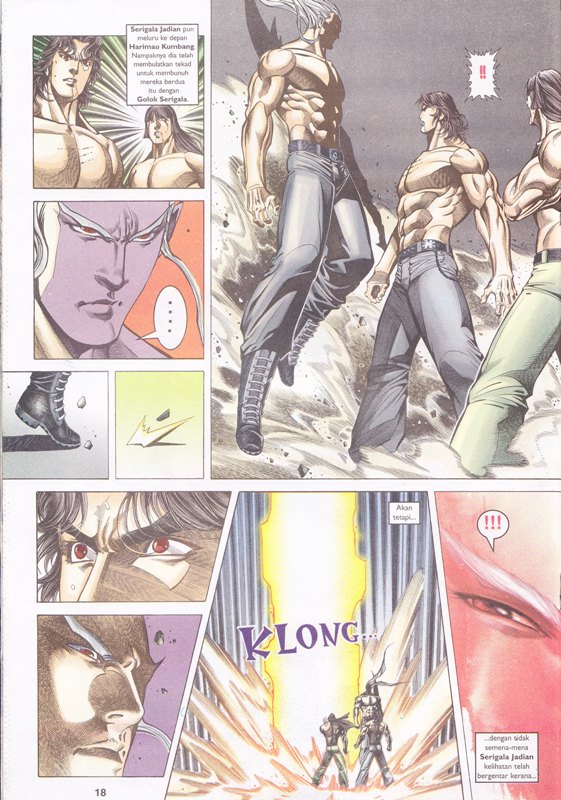 Serigala Jadian pun
meluru ke depan
Harimau Kumbang.
Nampaknya dia telah
membulatkan tekad
untuk membunuh
mereka berdua
itu dengan
Golok Serigala.
!!
....
Akan
tetapi...
KLONG...
!!!
...dengan tidak
semena-mena
Serigala Jadian
kelihatan telah
bergentar kerana...
18